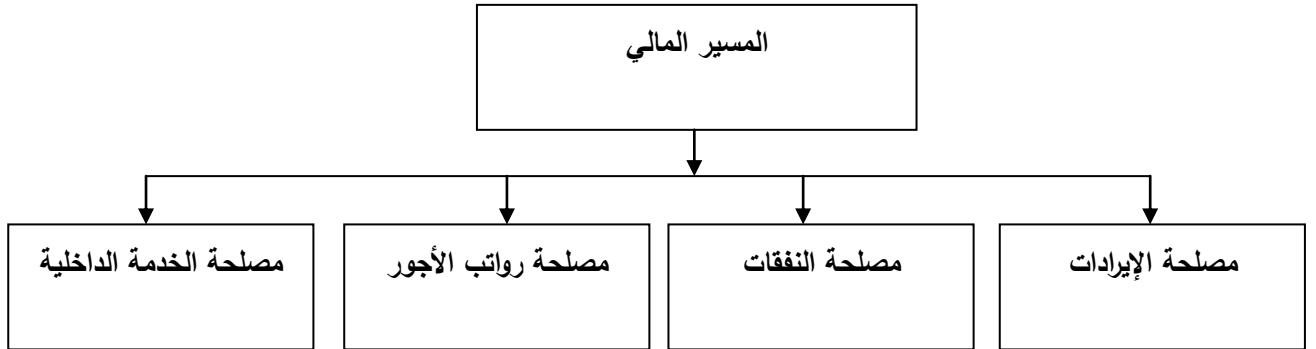 المسير المالي
مصلحة الإيرادات
مصلحة النفقات
مصلحة رواتب الأجور
مصلحة الخدمة الداخلية